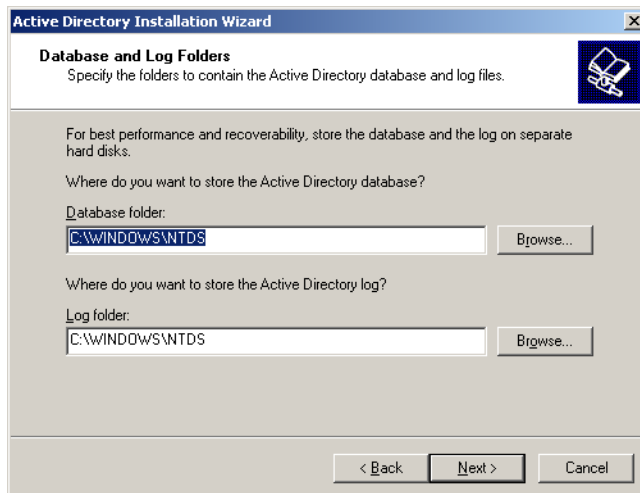 Active Directory Installation Wizard
Database and Log Folders
Specify the folders to contain the Active Directory database and log files.
For best performance and recoverability, store the database and the log on separate
hard disks.
Where do you want to store the Active Directory database?
Database folder:
C:\WINDOWS\NTDS
Browse...
Where do you want to store the Active Directory log?
Log folder:
C:\WINDOWS\NTDS
Browse...
< Back
Next >
Cancel